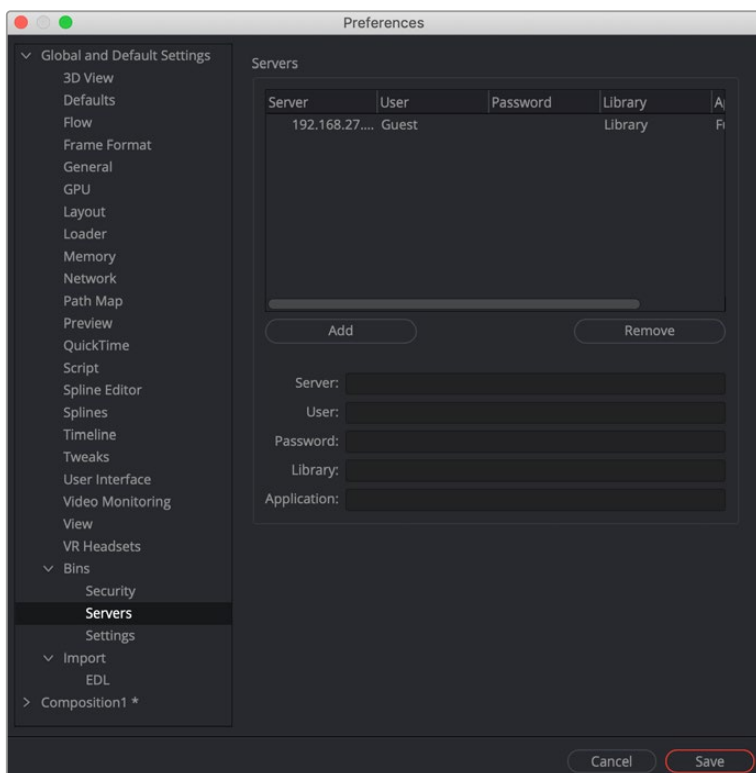 Preferences
Global and Default Settings
3D View
Defaults
Flow
Frame Format
General
GPU
Layout
Loader
Memory
Network
Path Map
Preview
QuickTime
Script
Spline Editor
Splines
Timeline
Tweaks
User Interface
Video Monitoring
View
VR Headsets
Bins
Security
Servers
Settings
Import
EDL
Composition1 *
Servers
Server User Password Library
192.168.27.... Guest Library
Add Remove
Server:
User:
Password:
Library:
Application:
Cancel Save